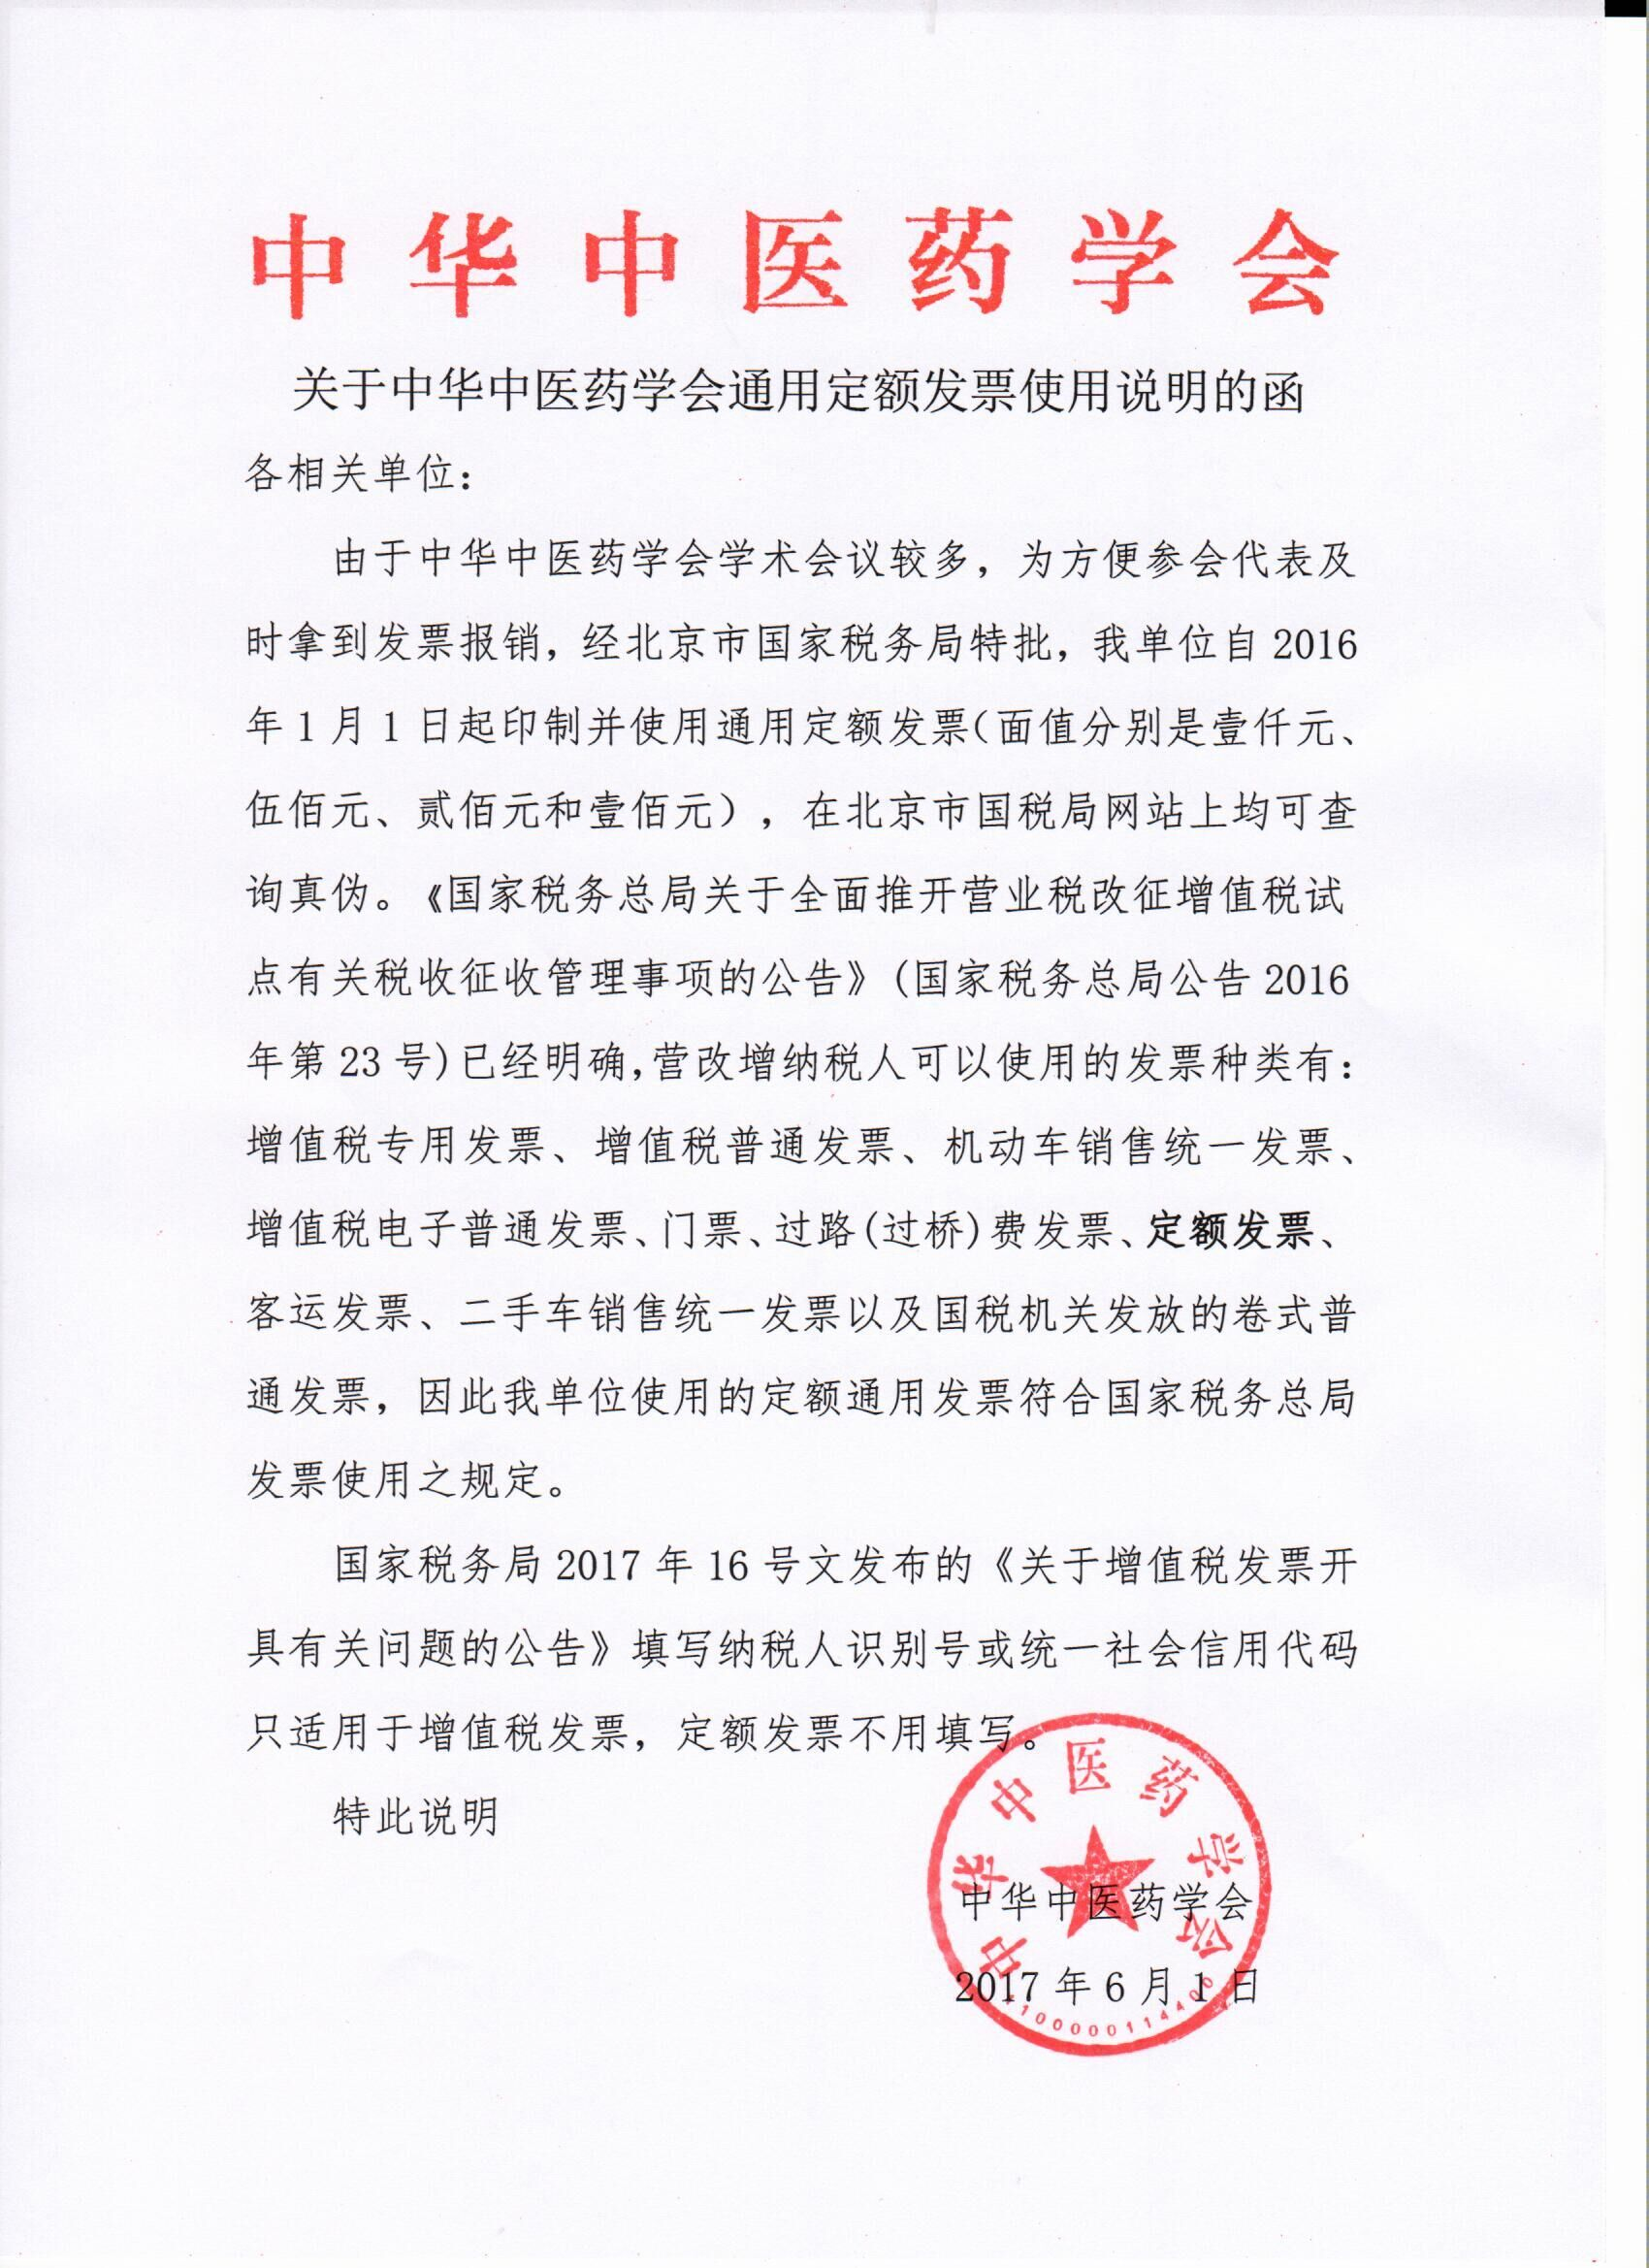 中华中医药学会
关于中华中医药学会通用定额发票使用说明的函
各相关单位：
由于中华中医药学会学术会议较多，为方便参会代表及
时拿到发票报销，经北京市国家税务局特批，我单位自2016
年1月1日起印制并使用通用定额发票（面值分别是壹仟元、
伍佰元、贰佰元和壹佰元），在北京市国税局网站上均可查
询真伪。《国家税务总局关于全面推开营业税改征增值税试
点有关税收征收管理事项的公告》(国家税务总局公告2016
年第23号)已经明确,营改增纳税人可以使用的发票种类有：
增值税专用发票、增值税普通发票、机动车销售统一发票、
增值税电子普通发票、门票、过路(过桥)费发票、定额发票、
客运发票、二手车销售统一发票以及国税机关发放的卷式普
通发票，因此我单位使用的定额通用发票符合国家税务总局
发票使用之规定。
国家税务局2017年16号文发布的《关于增值税发票开
具有关问题的公告》填写纳税人识别号或统一社会信用代码
只适用于增值税发票，定额发票不用填写。
特此说明
中华中医药学会
2017年6月1日
中华中医药学会
1100000114400